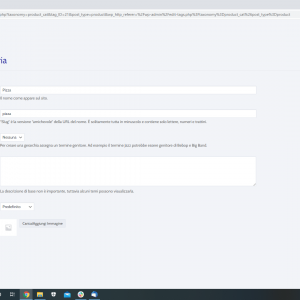 ria
Pizza
Il nome come appare sul sito.
pizza
"Slug" è la versione "amichevole" della URL del nome. È solitamente tutto in minuscolo e contiene solo lettere, numeri e trattini.
Nessuno
Per creare una gerarchia assegna un termine genitore. Ad esempio il termine Jazz potrebbe essere genitore di Bebop e Big Band.
La descrizione di base non è importante, tuttavia alcuni temi possono visualizzarla.
Predefinito
Carica/Aggiungi immagine